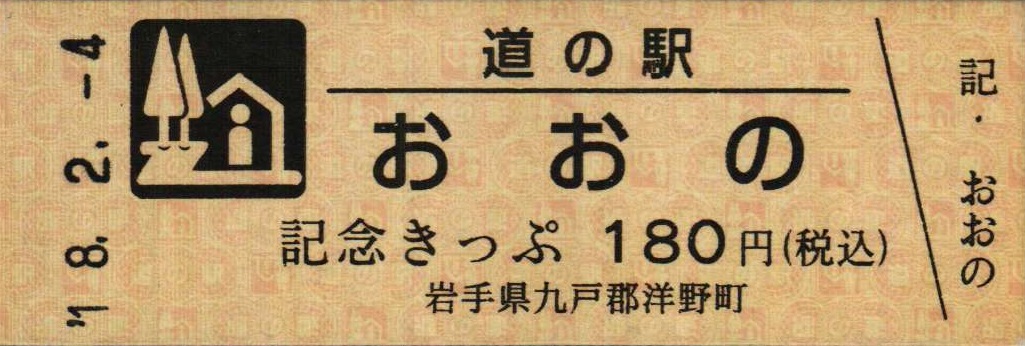 '18.2.-4
道の駅
おおの
記念きっぷ 180円(税込)
岩手県九戸郡洋野町
記・おおの